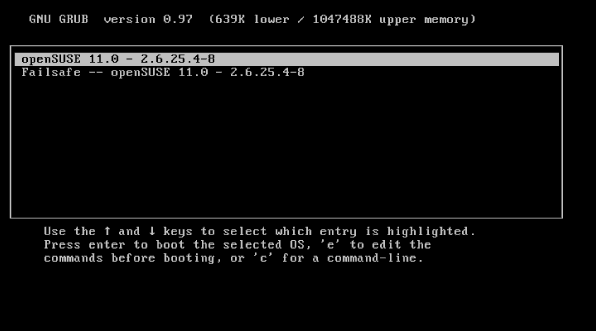 GNU GRUB  version 0.97  (639K lower / 1047488K upper memory)
openSUSE 11.0 - 2.6.25.4-8
Failsafe -- openSUSE 11.0 - 2.6.25.4-8
Use the ↑ and ↓ keys to select which entry is highlighted.
Press enter to boot the selected OS, 'e' to edit the
commands before booting, or 'c' for a command-line.